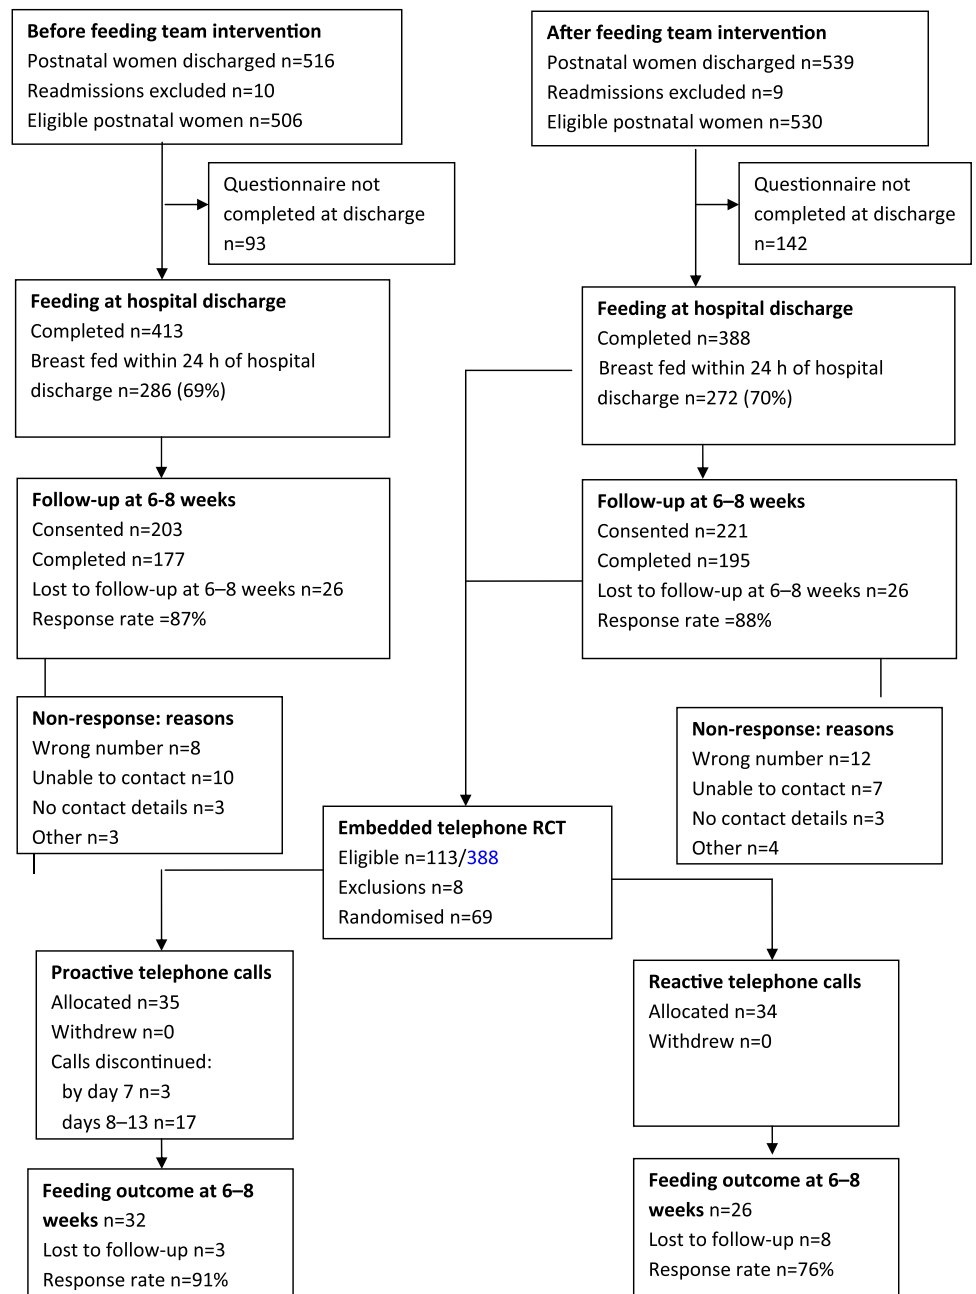 Before feeding team intervention
Postnatal women discharged n=516
Readmissions excluded n=10
Eligible postnatal women n=506
After feeding team intervention
Postnatal women discharged n=539
Readmissions excluded n=9
Eligible postnatal women n=530
Questionnaire not
completed at discharge
n=93
Questionnaire not
completed at discharge
n=142
Feeding at hospital discharge
Completed n=413
Breast fed within 24 h of hospital
discharge n=286 (69%)
Feeding at hospital discharge
Completed n=388
Breast fed within 24 h of hospital
discharge n=272 (70%)
Follow-up at 6-8 weeks
Consented n=203
Completed n=177
Lost to follow-up at 6–8 weeks n=26
Response rate =87%
Follow-up at 6–8 weeks
Consented n=221
Completed n=195
Lost to follow-up at 6–8 weeks n=26
Response rate =88%
Non-response: reasons
Wrong number n=8
Unable to contact n=10
No contact details n=3
Other n=3
Non-response: reasons
Wrong number n=12
Unable to contact n=7
No contact details n=3
Other n=4
Embedded telephone RCT
Eligible n=113/388
Exclusions n=8
Randomised n=69
Proactive telephone calls
Allocated n=35
Withdrew n=0
Calls discontinued:
by day 7 n=3
days 8–13 n=17
Reactive telephone calls
Allocated n=34
Withdrew n=0
Feeding outcome at 6–8
weeks n=32
Lost to follow-up n=3
Response rate n=91%
Feeding outcome at 6–8
weeks n=26
Lost to follow-up n=8
Response rate n=76%